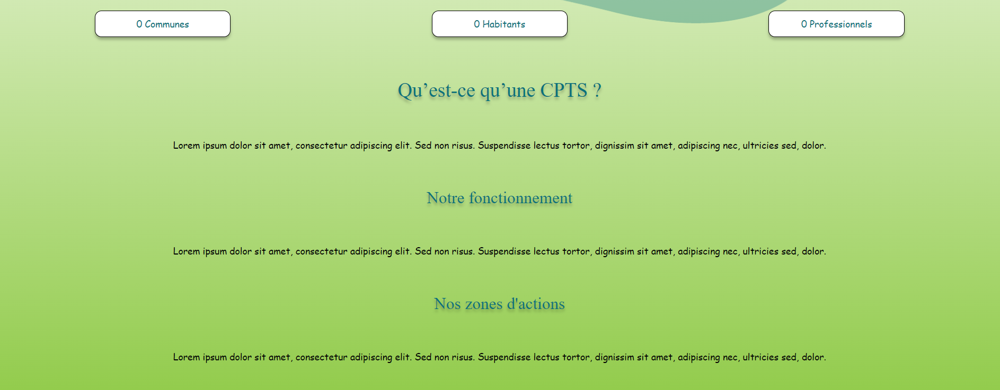 0 Communes
0 Habitants
0 Professionnels
Qu’est-ce qu’une CPTS ?
Lorem ipsum dolor sit amet, consectetur adipiscing elit. Sed non risus. Suspendisse lectus tortor, dignissim sit amet, adipiscing nec, ultricies sed, dolor.
Notre fonctionnement
Lorem ipsum dolor sit amet, consectetur adipiscing elit. Sed non risus. Suspendisse lectus tortor, dignissim sit amet, adipiscing nec, ultricies sed, dolor.
Nos zones d'actions
Lorem ipsum dolor sit amet, consectetur adipiscing elit. Sed non risus. Suspendisse lectus tortor, dignissim sit amet, adipiscing nec, ultricies sed, dolor.